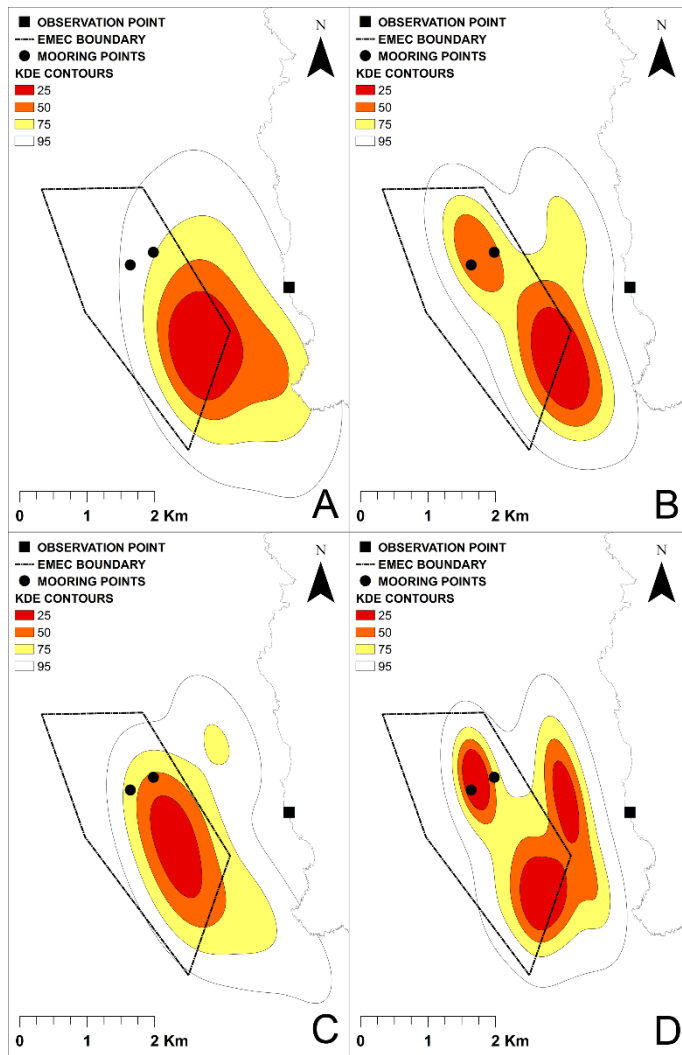 OBSERVATION POINT
EMEC BOUNDARY
MOORING POINTS
KDE CONTOURS
25
50
75
95
N
0 1 2 Km
A
OBSERVATION POINT
EMEC BOUNDARY
MOORING POINTS
KDE CONTOURS
25
50
75
95
N
0 1 2 Km
B
OBSERVATION POINT
EMEC BOUNDARY
MOORING POINTS
KDE CONTOURS
25
50
75
95
N
0 1 2 Km
C
OBSERVATION POINT
EMEC BOUNDARY
MOORING POINTS
KDE CONTOURS
25
50
75
95
N
0 1 2 Km
D